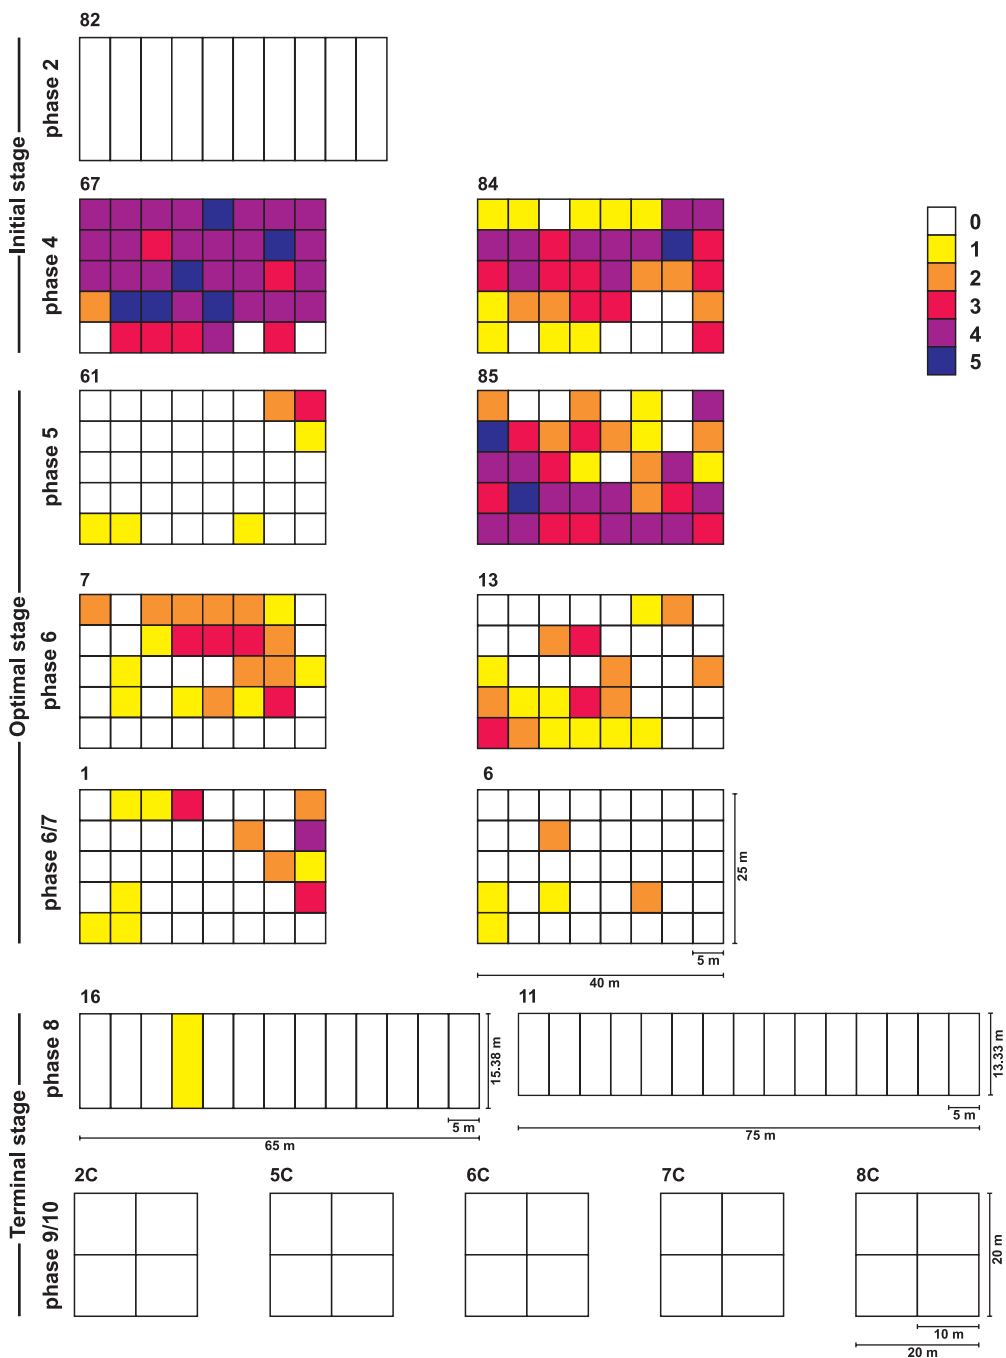 82
Initial stage
phase 2
67
84
phase 4
0
1
2
3
4
5
61
85
Optimal stage
phase 5
7
13
phase 6
1
6
phase 6/7
25 m
5 m
40 m
16
11
Terminal stage
phase 8
15.38 m
13.33 m
5 m
5 m
65 m
75 m
2C
5C
6C
7C
8C
phase 9/10
20 m
10 m
20 m